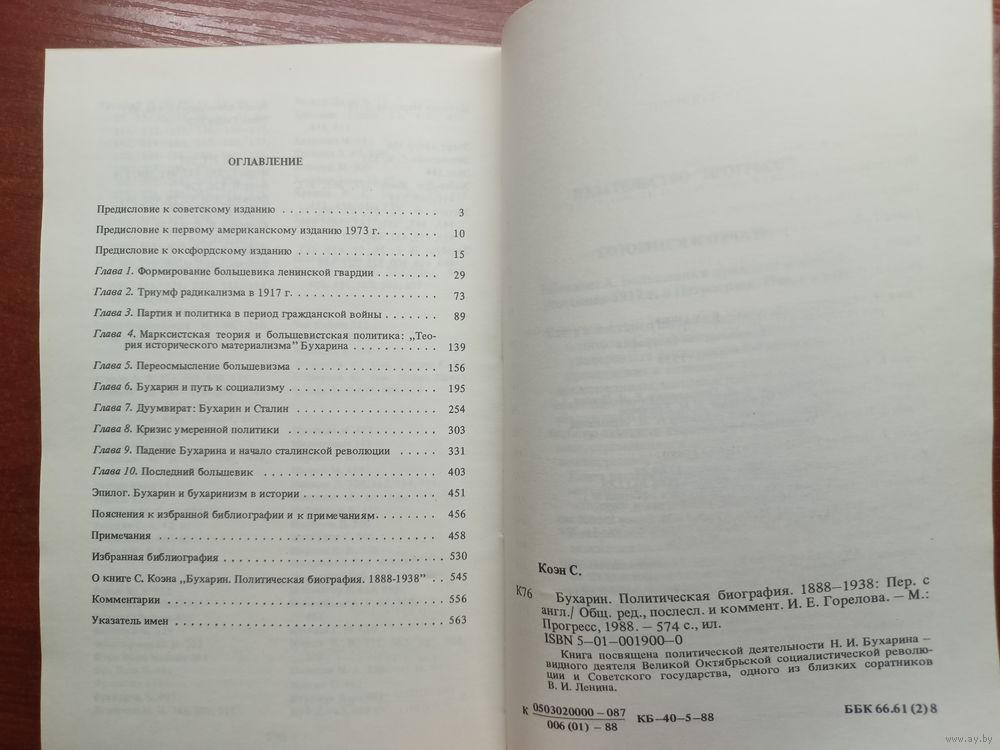 ОГЛАВЛЕНИЕ
Предисловие к советскому изданию . . . . . . . . . . . . . . . . . . . 3
Предисловие к первому американскому изданию 1973 г. . . . . . . . 10
Предисловие к оксфордскому изданию . . . . . . . . . . . . . . . . . 15
Глава 1. Формирование большевика ленинской гвардии . . . . . . . . 29
Глава 2. Триумф радикализма в 1917 г. . . . . . . . . . . . . . . . . . 73
Глава 3. Партия и политика в период гражданской войны . . . . . . . 89
Глава 4. Марксистская теория и большевистская политика: „Тео-
рия исторического материализма” Бухарина . . . . . . . . . . . 139
Глава 5. Переосмысление большевизма . . . . . . . . . . . . . . . . . . 156
Глава 6. Бухарин и путь к социализму . . . . . . . . . . . . . . . . . . 195
Глава 7. Дуумвират: Бухарин и Сталин . . . . . . . . . . . . . . . . . 254
Глава 8. Кризис умеренной политики . . . . . . . . . . . . . . . . . . . 303
Глава 9. Падение Бухарина и начало сталинской революции . . . . . 331
Глава 10. Последний большевик . . . . . . . . . . . . . . . . . . . . . . 403
Эпилог. Бухарин и бухаринизм в истории . . . . . . . . . . . . . . . . . 451
Пояснения к избранной библиографии и к примечаниям. . . . . . . . 456
Примечания . . . . . . . . . . . . . . . . . . . . . . . . . . . . . . . . . . 458
Избранная библиография . . . . . . . . . . . . . . . . . . . . . . . . . . 530
О книге С. Коэна „Бухарин. Политическая биография. 1888-1938” . . 545
Комментарии . . . . . . . . . . . . . . . . . . . . . . . . . . . . . . . . . 556
Указатель имен . . . . . . . . . . . . . . . . . . . . . . . . . . . . . . . . 563
Коэн С.
К76 Бухарин. Политическая биография. 1888—1938: Пер. с
англ./ Общ. ред., послесл. и коммент. И. Е. Горелова. — М.:
Прогресс, 1988. — 574 с., ил.
ISBN 5—01—001900—0
Книга посвящена политической деятельности Н. И. Бухарина —
видного деятеля Великой Октябрьской социалистической револю-
ции и Советского государства, одного из близких соратников
В. И. Ленина.
К 0503020000—087
006 (01) — 88
КБ—40—5—88
ББК 66.61 (2) 8
www.ay.by